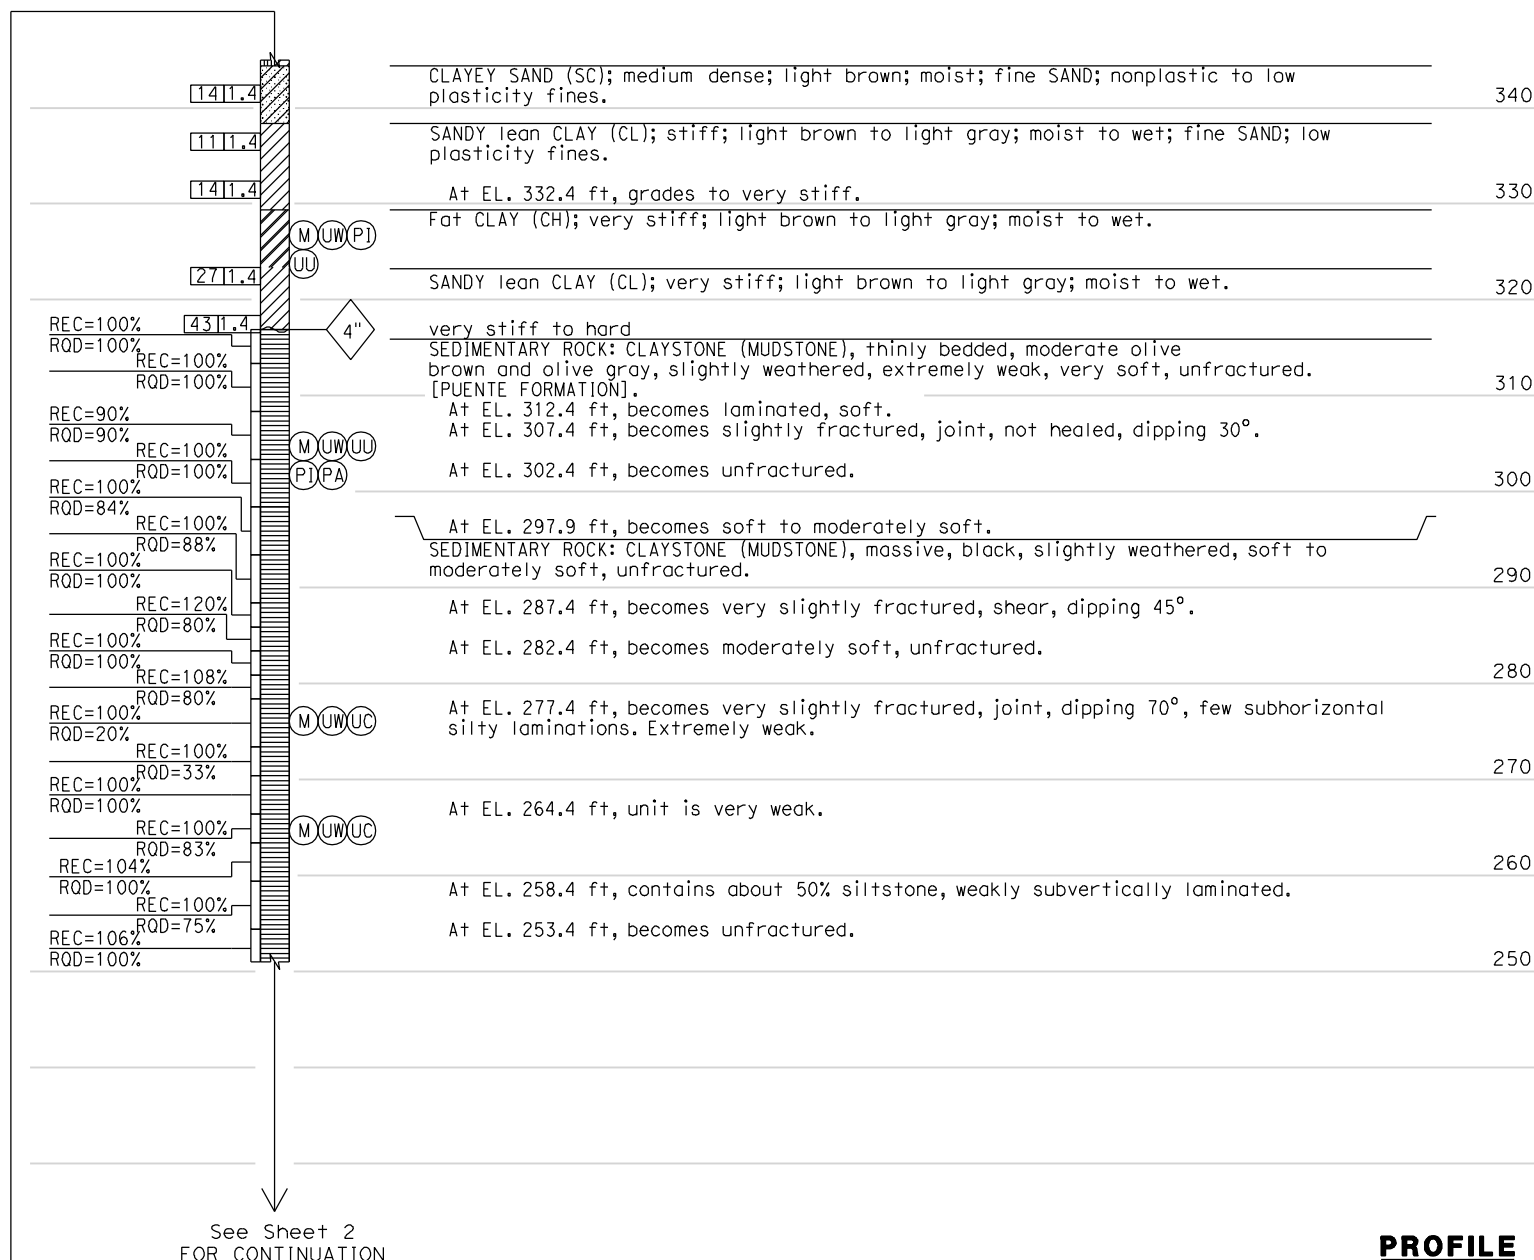 CLAYEY SAND (SC); medium dense; light brown; moist; fine SAND; nonplastic to low
plasticity fines.
14 1.4
340
SANDY lean CLAY (CL); stiff; light brown to light gray; moist to wet; fine SAND; low
plasticity fines.
11 1.4
14 1.4
At EL. 332.4 ft, grades to very stiff.
330
Fat CLAY (CH); very stiff; light brown to light gray; moist to wet.
M UW PI
UU
27 1.4
SANDY lean CLAY (CL); very stiff; light brown to light gray; moist to wet.
320
REC=100%
43 1.4
4"
very stiff to hard
RQD=100%
SEDIMENTARY ROCK: CLAYSTONE (MUDSTONE), thinly bedded, moderate olive
REC=100%
brown and olive gray, slightly weathered, extremely weak, very soft, unfractured.
RQD=100%
310
[PUENTE FORMATION].
REC=90%
At EL. 312.4 ft, becomes laminated, soft.
RQD=90%
At EL. 307.4 ft, becomes slightly fractured, joint, not healed, dipping 30°.
REC=100%
M UW UU
RQD=100%
PI PA
At EL. 302.4 ft, becomes unfractured.
300
REC=100%
RQD=84%
REC=100%
At EL. 297.9 ft, becomes soft to moderately soft.
RQD=88%
SEDIMENTARY ROCK: CLAYSTONE (MUDSTONE), massive, black, slightly weathered, soft to
REC=100%
moderately soft, unfractured.
RQD=100%
290
REC=120%
At EL. 287.4 ft, becomes very slightly fractured, shear, dipping 45°.
RQD=80%
REC=100%
At EL. 282.4 ft, becomes moderately soft, unfractured.
RQD=100%
280
REC=108%
RQD=80%
At EL. 277.4 ft, becomes very slightly fractured, joint, dipping 70°, few subhorizontal
REC=100%
M UW UC
silty laminations. Extremely weak.
RQD=20%
REC=100%
RQD=33%
270
REC=100%
RQD=100%
At EL. 264.4 ft, unit is very weak.
REC=100%
M UW UC
RQD=83%
REC=104%
260
RQD=100%
At EL. 258.4 ft, contains about 50% siltstone, weakly subvertically laminated.
REC=100%
RQD=75%
At EL. 253.4 ft, becomes unfractured.
REC=106%
RQD=100%
250
See Sheet 2
FOR CONTINUATION
PROFILE